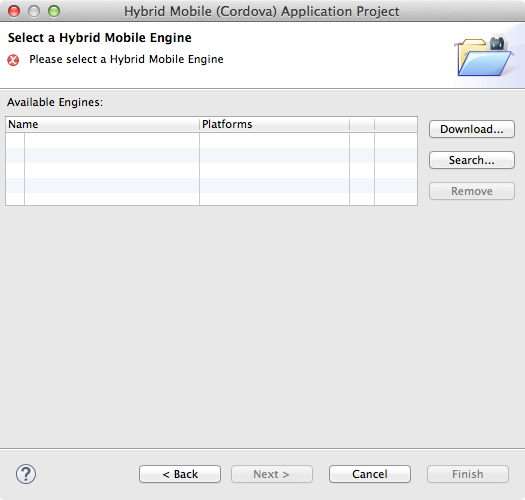 Hybrid Mobile (Cordova) Application Project
Select a Hybrid Mobile Engine
Please select a Hybrid Mobile Engine
Available Engines:
Name Platforms
Download...
Search...
Remove
? < Back Next > Cancel Finish